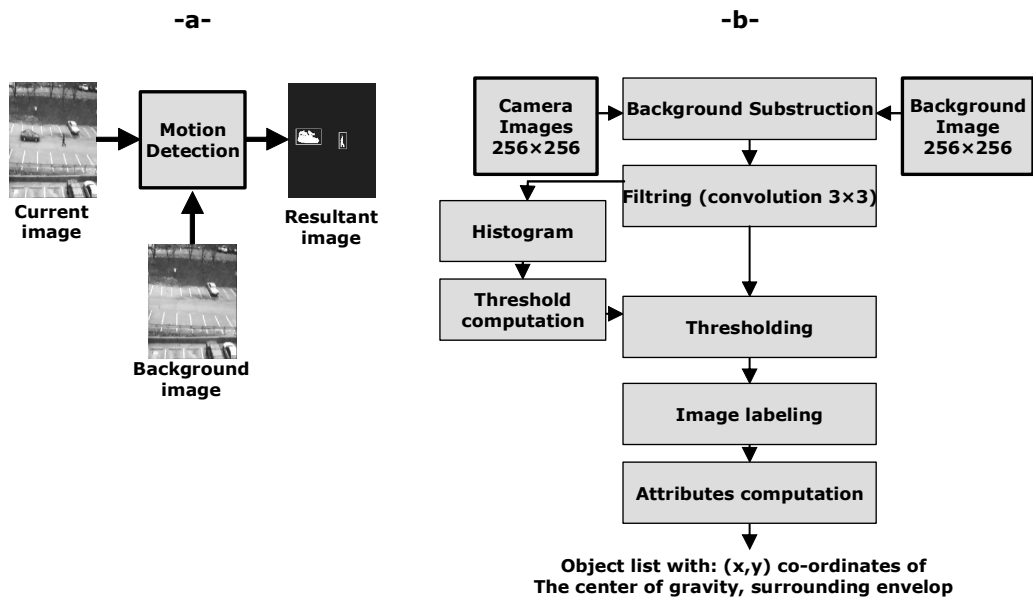 -a-
Motion
Detection
Current
image
Resultant
image
Background
image
-b-
Camera
Images
256×256
Background Substruction
Background
Image
256×256
Filtring (convolution 3×3)
Histogram
Threshold
computation
Thresholding
Image labeling
Attributes computation
Object list with: (x,y) co-ordinates of
The center of gravity, surrounding envelop